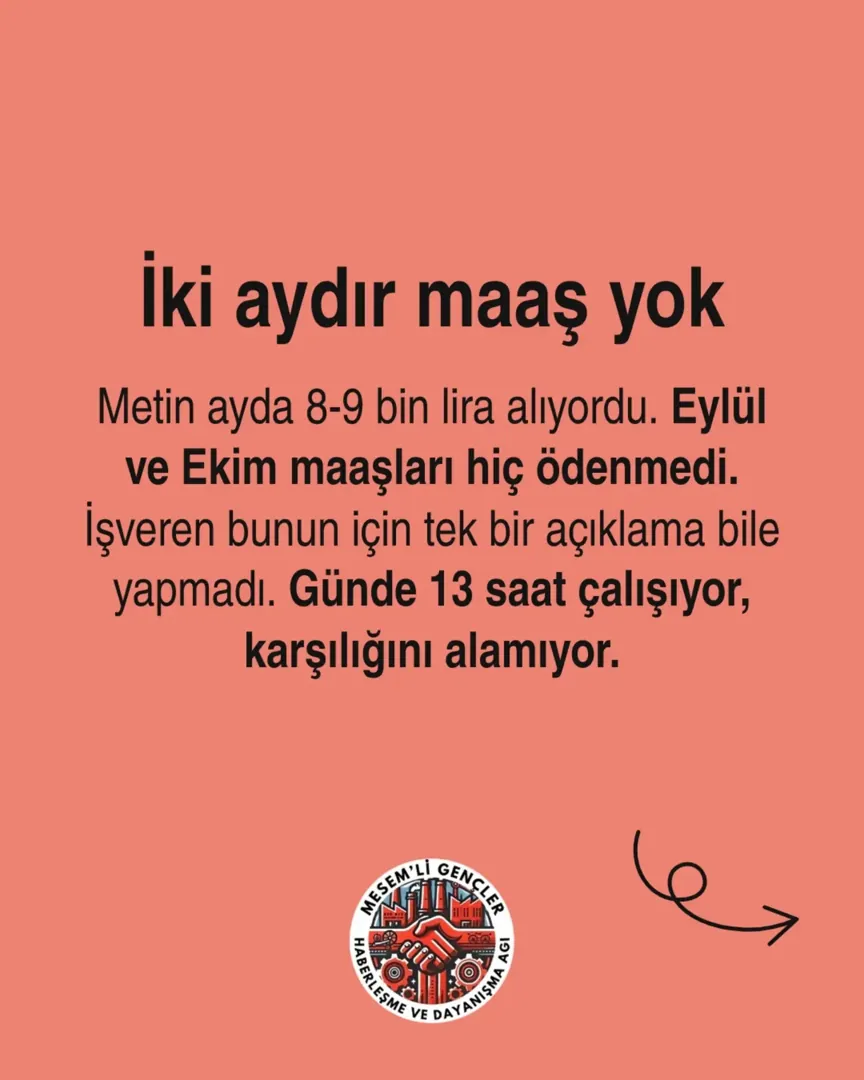 İki aydır maaş yok
Metin ayda 8-9 bin lira alıyordu. Eylül
ve Ekim maaşları hiç ödenmedi.
İşveren bunun için tek bir açıklama bile
yapmadı. Günde 13 saat çalışıyor,
karşılığını alamıyor.
MESEM'Lİ GENÇLER
HABERLEŞME VE DAYANIŞMA AGI